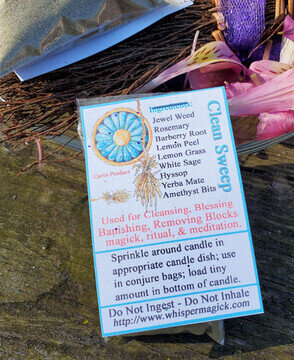 Ingredients:
Jewel Weed
Rosemary
Barberry Root
Lemon Peel
Lemon Grass
White Sage
Hyssop
Yerba Mate
Amethyst Bits
Clean Sweep
Curio Product
Used for Cleansing, Blessing
Banishing, Removing Blocks
magick, ritual, & meditation.
Sprinkle around candle in
appropriate candle dish; use
in conjure bags; load tiny
amount in bottom of candle.
Do Not Ingest - Do Not Inhale
http://www.whispermagick.com/